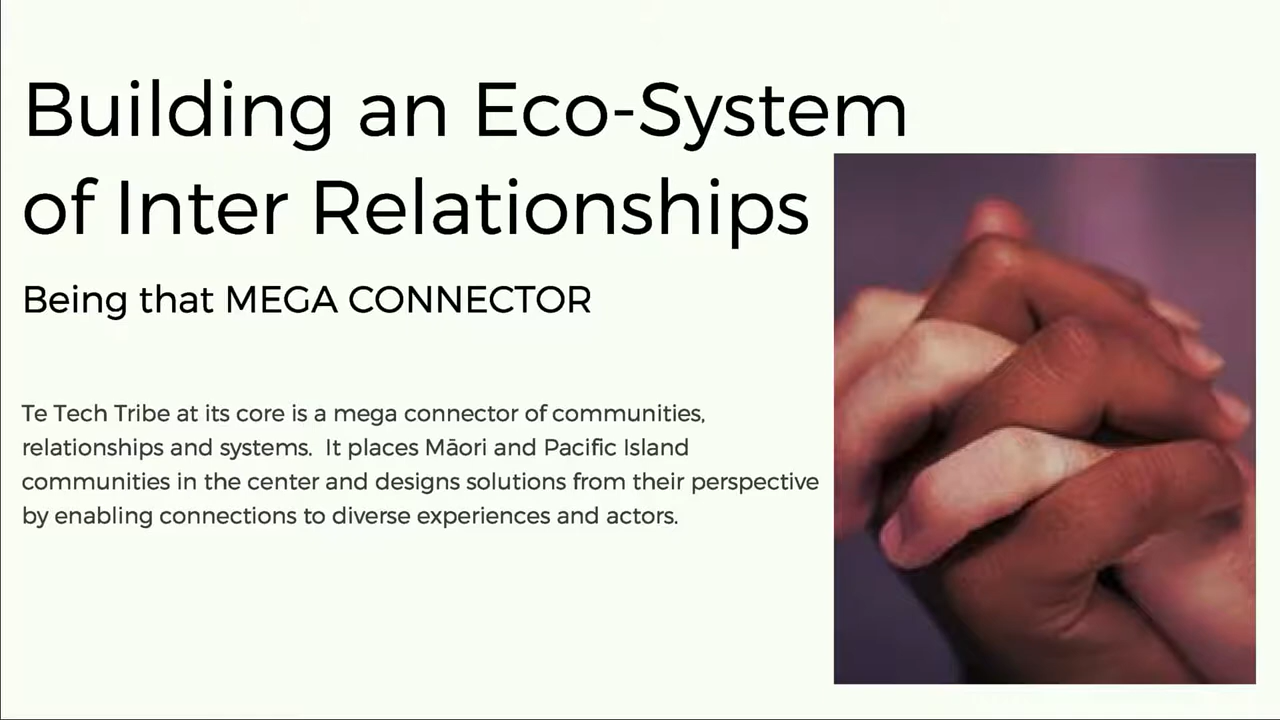 Building an Eco-System
of Inter Relationships
Being that MEGA CONNECTOR
Te Tech Tribe at its core is a mega connector of communities,
relationships and systems.  It places Māori and Pacific Island
communities in the center and designs solutions from their perspective
by enabling connections to diverse experiences and actors.